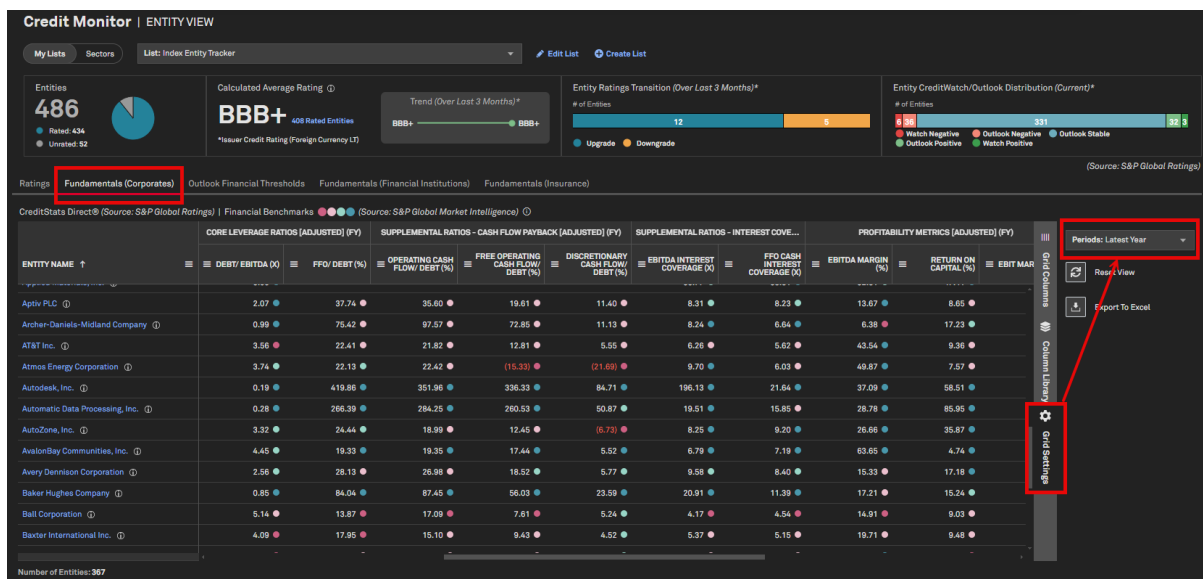 Credit Monitor | ENTITY VIEW
My Lists Sectors List: Index Entity Tracker Edit List Create List
Entities
486
Rated: 434
Unrated: 52
Calculated Average Rating
BBB+ 408 Rated Entities
*Issuer Credit Rating (Foreign Currency LT)
Trend (Over Last 3 Months)*
BBB+ BBB+
Entity Ratings Transition (Over Last 3 Months)*
# of Entities
12 5
Upgrade Downgrade
Entity CreditWatch/Outlook Distribution (Current)*
# of Entities
6 36 331 32 3
Watch Negative Outlook Negative Outlook Stable
Outlook Positive Watch Positive
(Source: S&P Global Ratings)
Ratings Fundamentals (Corporates) Outlook Financial Thresholds Fundamentals (Financial Institutions) Fundamentals (Insurance)
CreditStats Direct® (Source: S&P Global Ratings) | Financial Benchmarks (Source: S&P Global Market Intelligence)
CORE LEVERAGE RATIOS [ADJUSTED] (FY) SUPPLEMENTAL RATIOS - CASH FLOW PAYBACK [ADJUSTED] (FY) SUPPLEMENTAL RATIOS - INTEREST COVE... PROFITABILITY METRICS [ADJUSTED] (FY)
ENTITY NAME DEBT/ EBITDA (X) FFO/ DEBT (%) OPERATING CASH FLOW/ DEBT (%) FREE OPERATING CASH FLOW/ DEBT (%) DISCRETIONARY CASH FLOW/ DEBT (%) EBITDA INTEREST COVERAGE (X) FFO CASH INTEREST COVERAGE (X) EBITDA MARGIN (%) RETURN ON CAPITAL (%) EBIT MAR
Aptiv PLC 2.07 37.74 35.60 19.61 11.40 8.31 8.23 13.67 8.65
Archer-Daniels-Midland Company 0.99 75.42 97.57 72.85 11.13 8.24 6.64 6.38 17.23
AT&T Inc. 3.56 22.41 21.82 12.81 5.55 6.26 5.62 43.54 9.36
Atmos Energy Corporation 3.74 22.13 22.42 (15.33) (21.69) 9.70 6.03 49.87 7.57
Autodesk, Inc. 0.19 419.86 351.96 336.33 84.71 196.13 21.64 37.09 58.51
Automatic Data Processing, Inc. 0.28 266.39 284.25 260.53 50.87 19.51 15.85 28.78 85.95
AutoZone, Inc. 3.32 24.44 18.99 12.45 (6.73) 8.25 9.20 26.66 35.87
AvalonBay Communities, Inc. 4.45 19.33 19.35 17.44 5.52 6.79 7.19 63.65 4.74
Avery Dennison Corporation 2.56 28.13 26.98 18.52 5.77 9.58 8.40 15.33 17.18
Baker Hughes Company 0.85 84.04 87.45 56.03 23.59 20.91 11.39 17.21 15.24
Ball Corporation 5.14 13.87 17.09 7.61 5.24 4.17 4.54 14.91 9.03
Baxter International Inc. 4.09 17.95 15.10 9.43 4.52 5.37 5.15 19.71 9.48
Number of Entities: 367
Grid Columns
Column Library
Grid Settings
Periods: Latest Year
Reset View
Export To Excel